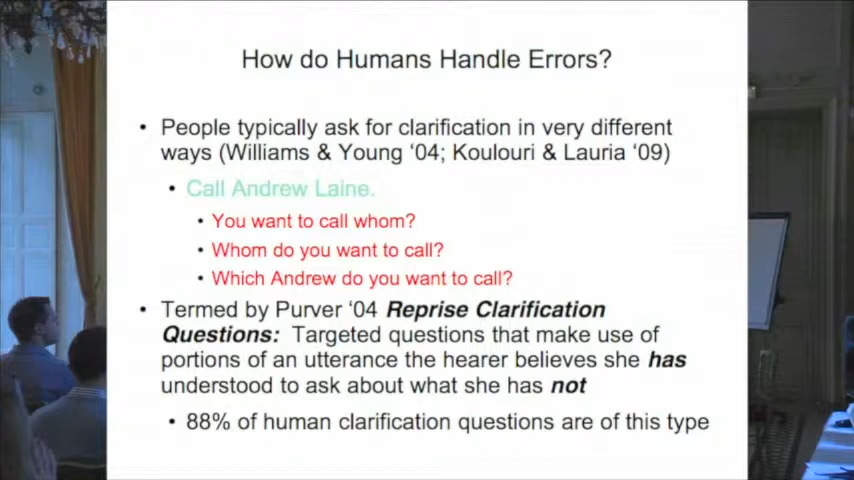 How do Humans Handle Errors?
• People typically ask for clarification in very different
ways (Williams & Young ‘04; Koulouri & Lauria ‘09)
• Call Andrew Laine.
• You want to call whom?
• Whom do you want to call?
• Which Andrew do you want to call?
• Termed by Purver ‘04 Reprise Clarification
Questions: Targeted questions that make use of
portions of an utterance the hearer believes she has
understood to ask about what she has not
• 88% of human clarification questions are of this type